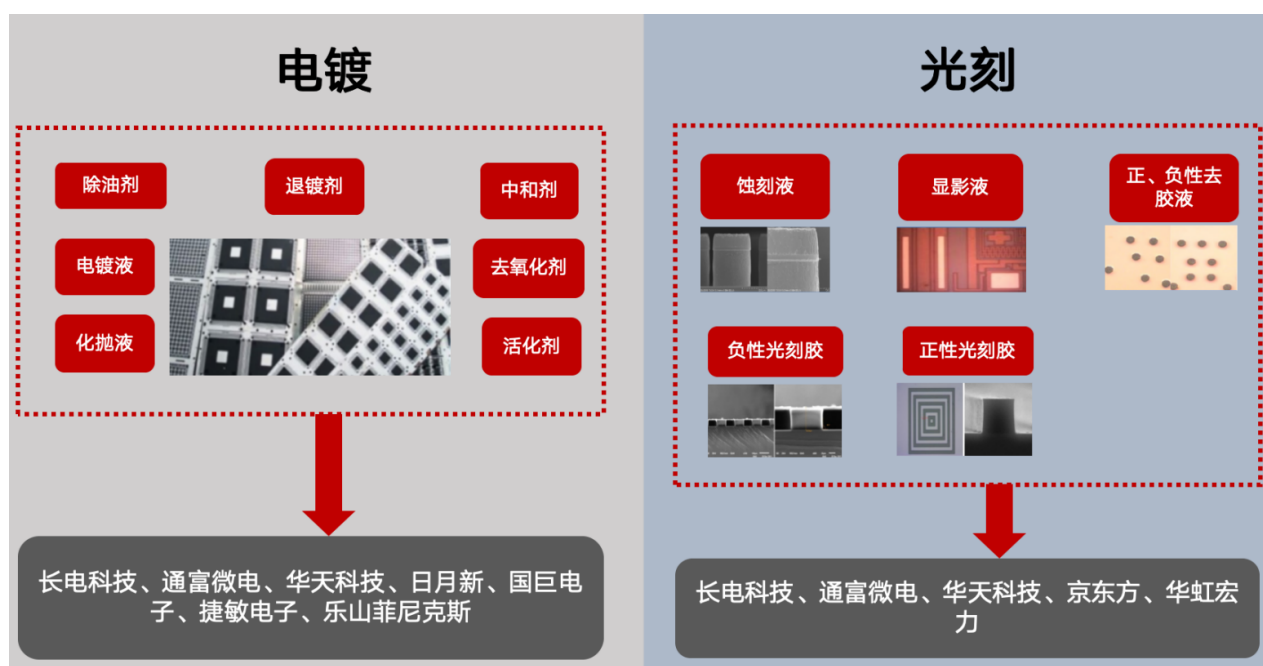 电镀
除油剂
退镀剂
中和剂
电镀液
去氧化剂
化抛液
活化剂
长电科技、通富微电、华天科技、日月新、国巨电
子、捷敏电子、乐山菲尼克斯
光刻
蚀刻液
显影液
正、负性去
胶液
负性光刻胶
正性光刻胶
长电科技、通富微电、华天科技、京东方、华虹宏
力